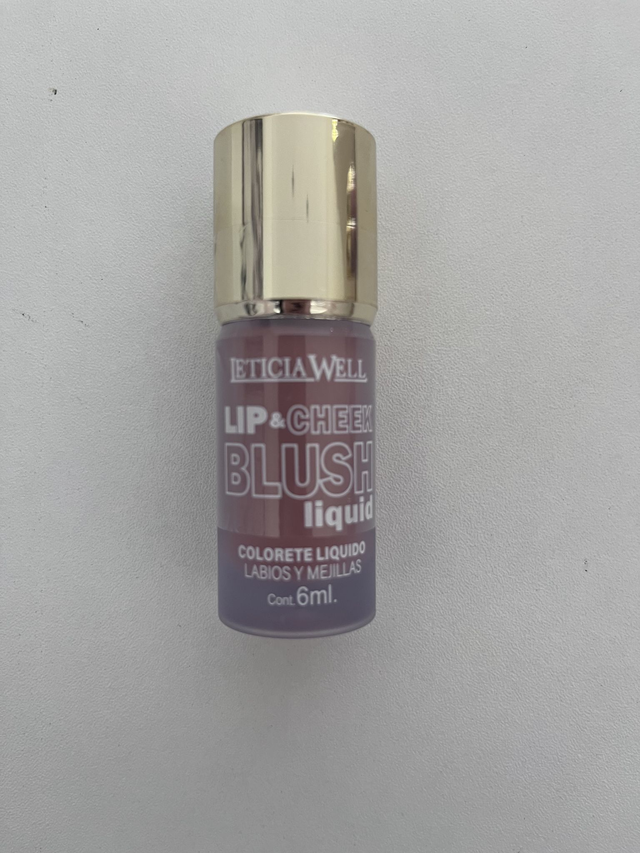 LETICIA WELL
LIP & CHEEK
BLUSH
liquid
COLORETE LIQUIDO
LABIOS Y MEJILLAS
Cont. 6ml.